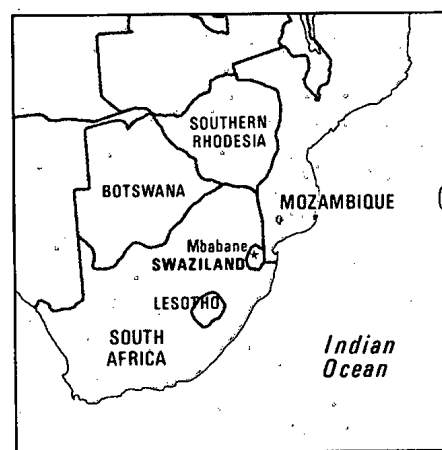 SOUTHERN
RHODESIA
BOTSWANA
MOZAMBIQUE
Mbabane
SWAZILAND
LESOTHO
SOUTH
AFRICA
Indian
Ocean